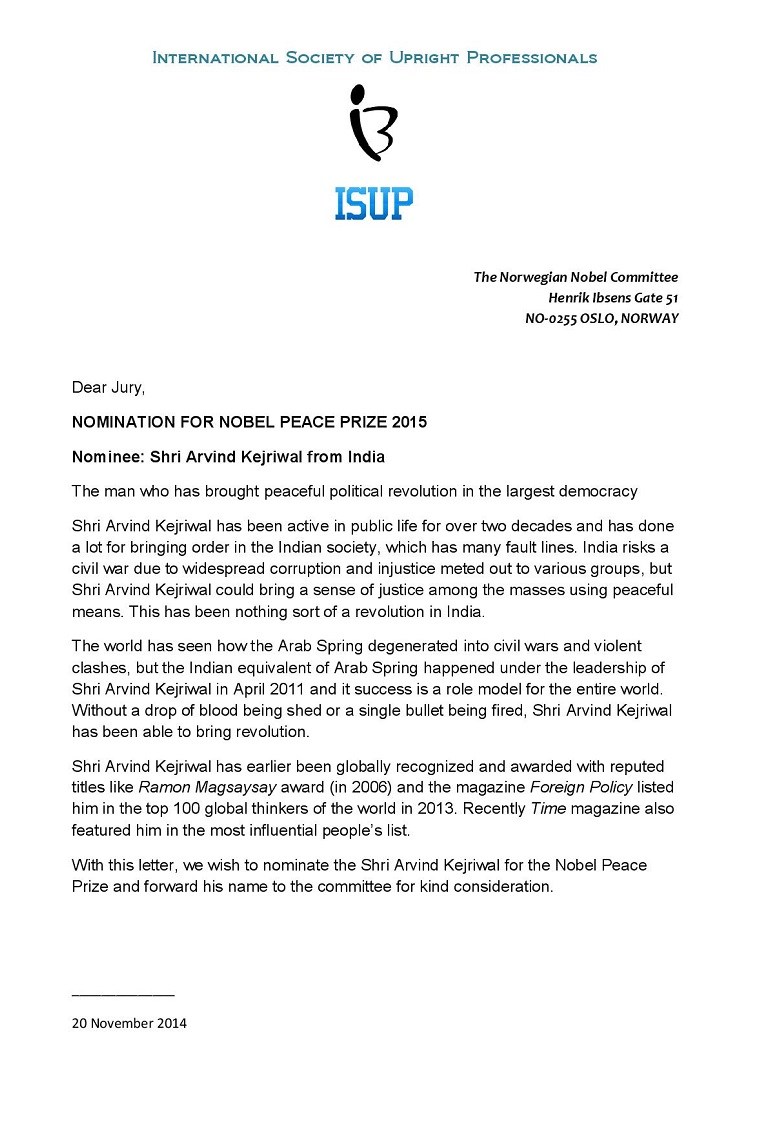 International Society of Upright Professionals
ISUP
The Norwegian Nobel Committee
Henrik Ibsens Gate 51
NO-0255 OSLO, NORWAY
Dear Jury,
NOMINATION FOR NOBEL PEACE PRIZE 2015
Nominee: Shri Arvind Kejriwal from India
The man who has brought peaceful political revolution in the largest democracy
Shri Arvind Kejriwal has been active in public life for over two decades and has done
a lot for bringing order in the Indian society, which has many fault lines. India risks a
civil war due to widespread corruption and injustice meted out to various groups, but
Shri Arvind Kejriwal could bring a sense of justice among the masses using peaceful
means. This has been nothing sort of a revolution in India.
The world has seen how the Arab Spring degenerated into civil wars and violent
clashes, but the Indian equivalent of Arab Spring happened under the leadership of
Shri Arvind Kejriwal in April 2011 and it success is a role model for the entire world.
Without a drop of blood being shed or a single bullet being fired, Shri Arvind Kejriwal
has been able to bring revolution.
Shri Arvind Kejriwal has earlier been globally recognized and awarded with reputed
titles like Ramon Magsaysay award (in 2006) and the magazine Foreign Policy listed
him in the top 100 global thinkers of the world in 2013. Recently Time magazine also
featured him in the most influential people's list.
With this letter, we wish to nominate the Shri Arvind Kejriwal for the Nobel Peace
Prize and forward his name to the committee for kind consideration.
20 November 2014